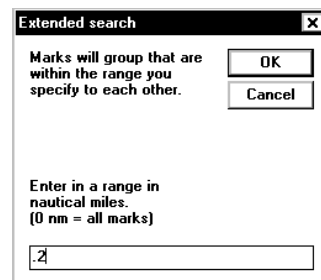 Extended search
Marks will group that are
within the range you
specify to each other.
OK
Cancel
Enter in a range in
nautical miles.
(0 nm = all marks)
.2